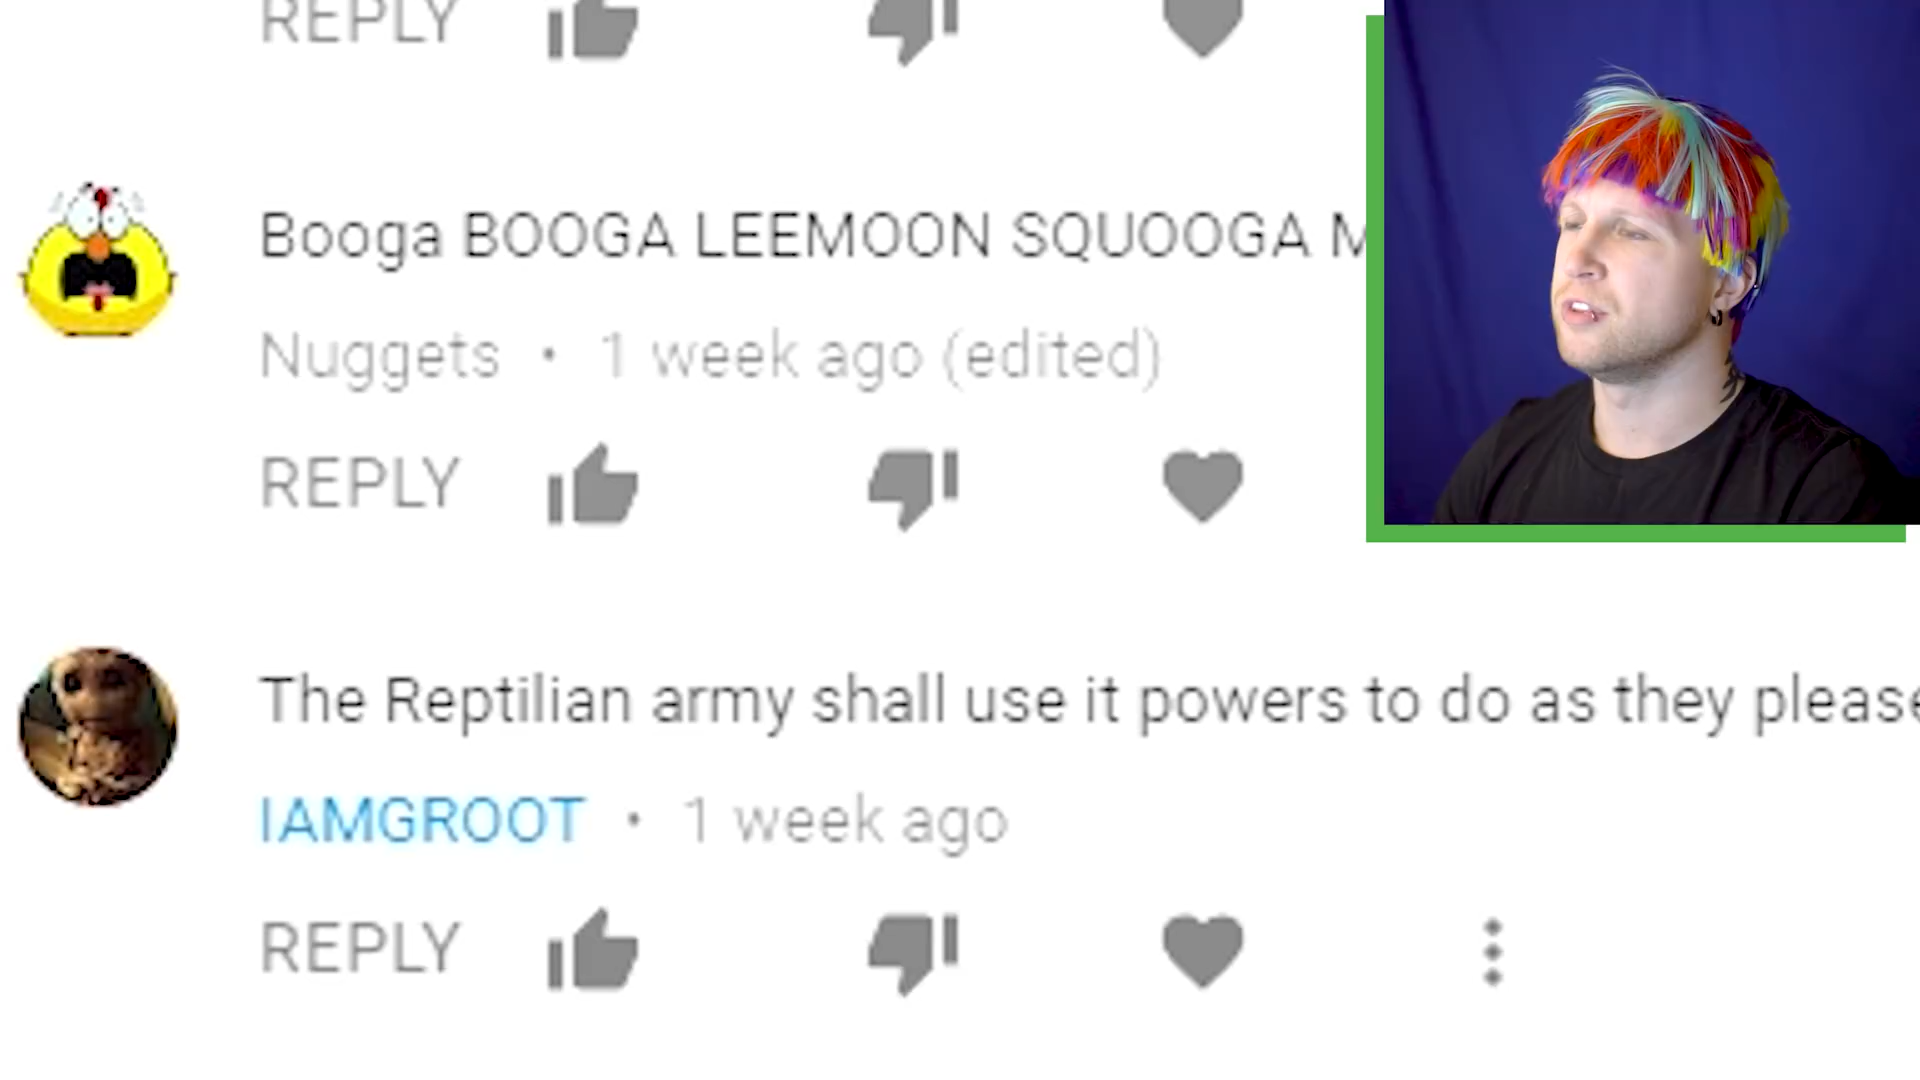 REPLY
Booga BOOGA LEEMOON SQUOOGA M
Nuggets • 1 week ago (edited)
REPLY
The Reptilian army shall use it powers to do as they please
IAMGROOT • 1 week ago
REPLY